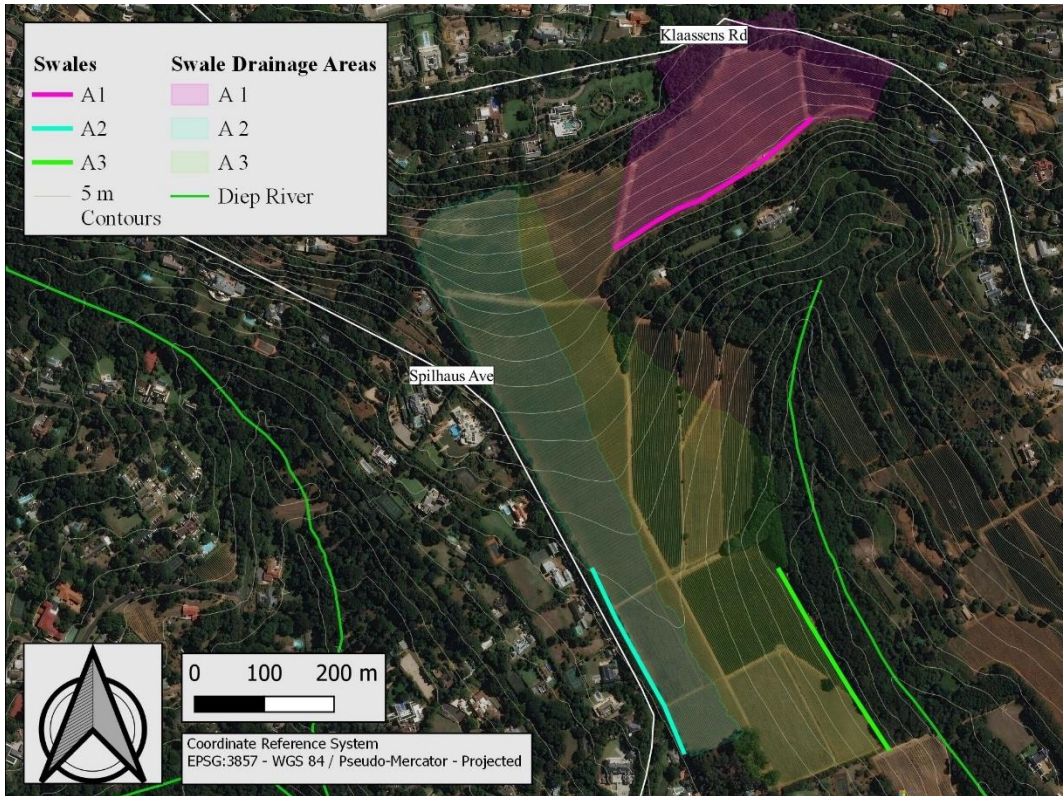 Klaassens Rd
Swales
Swale Drainage Areas
A1
A 1
A2
A 2
A3
A 3
5 m
Contours
Diep River
Spilhaus Ave
0 100 200 m
Coordinate Reference System
EPSG:3857 - WGS 84 / Pseudo-Mercator - Projected